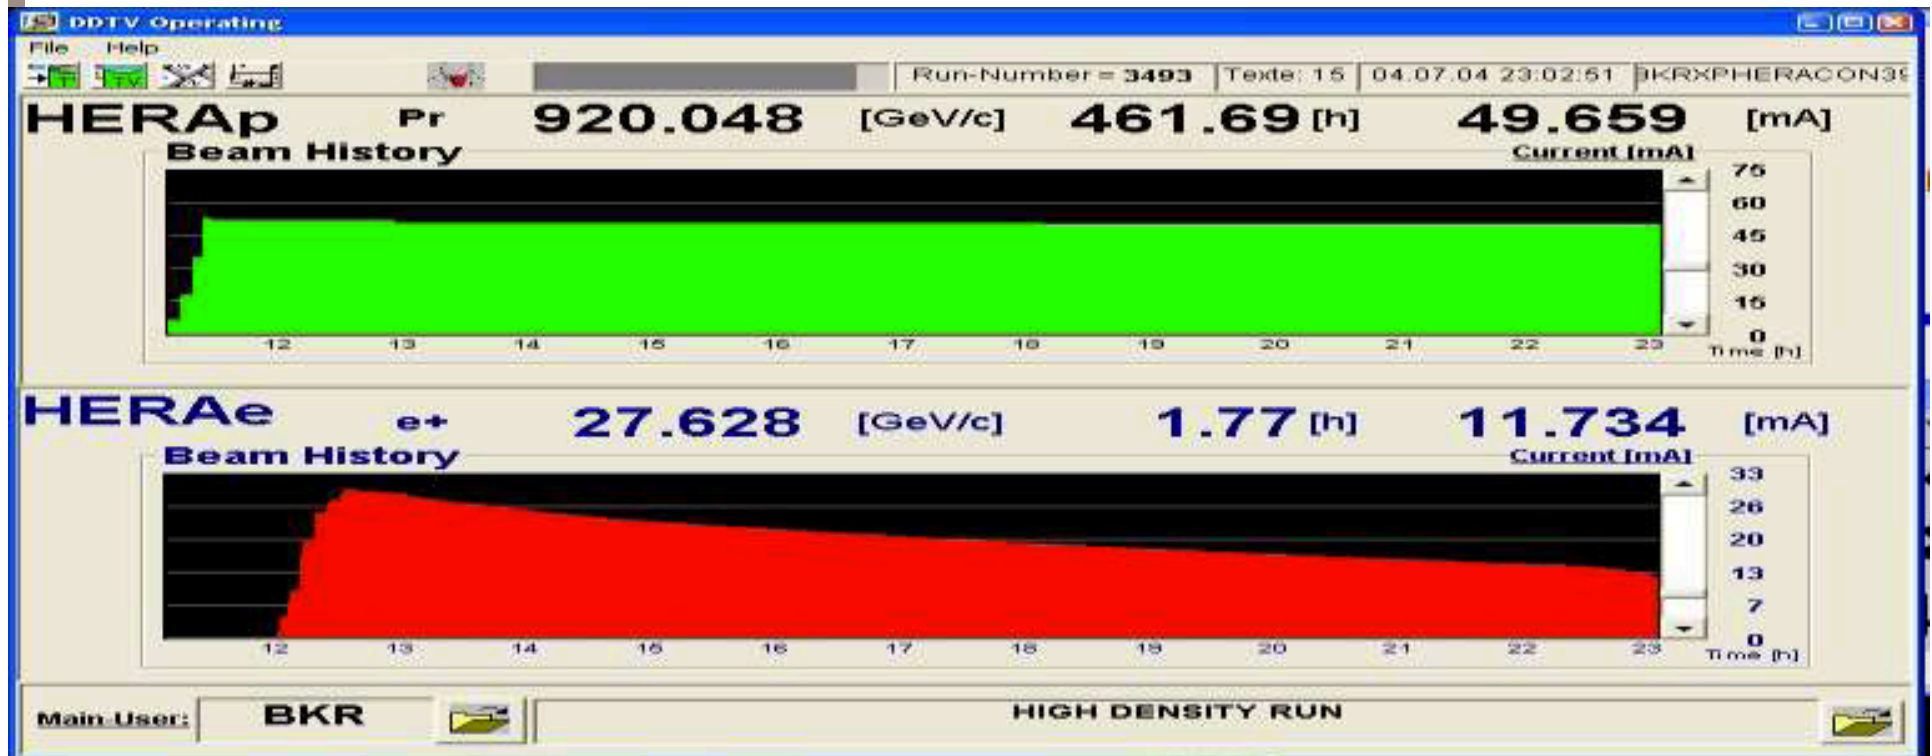 DDTV Operating
File Help
Run-Number = 3493 Texte: 15 04.07.04 23:02:51 BKRXPHERACON39
HERAp Pr 920.048 [GeV/c] 461.69 [h] 49.659 [mA]
Beam History Current [mA]
75
60
45
30
15
0
12 13 14 15 16 17 18 19 20 21 22 23 Time [h]
HERAe e+ 27.628 [GeV/c] 1.77 [h] 11.734 [mA]
Beam History Current [mA]
33
26
20
13
7
0
12 13 14 15 16 17 18 19 20 21 22 23 Time [h]
Main-User: BKR HIGH DENSITY RUN